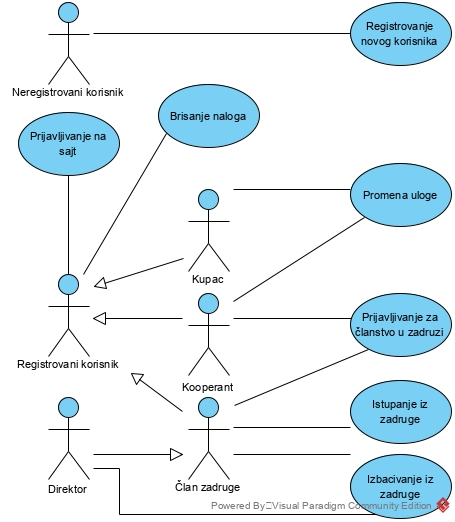 Registrovanje
novog korisnika
Neregistrovani korisnik
Brisanje naloga
Prijavljivanje na
sajt
Promena uloge
Kupac
Prijavljivanje za
članstvo u zadruzi
Registrovani korisnik
Kooperant
Istupanje iz
zadruge
Direktor
Član zadruge
Izbacivanje iz
zadruge
Powered By Visual Paradigm Community Edition